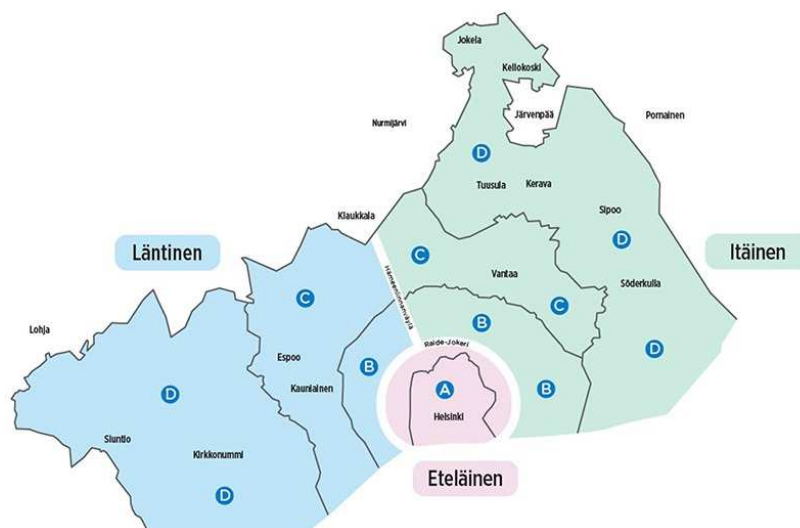 Jokela
Kellokoski
Järvenpää
Nurmijärvi
Pornainen
D
Tuusula
Kerava
Klaukkala
Sipoo
D
Läntinen
C
Itäinen
Vantaa
Hämeenlinnanväylä
Söderkulla
C
C
B
Lohja
Raide-Jokeri
D
Espoo
B
Kauniainen
A
B
D
Helsinki
Siuntio
Kirkkonummi
Eteläinen
D